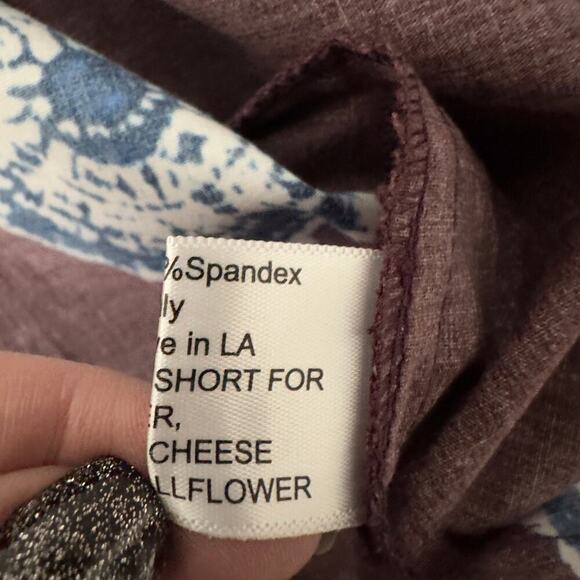 %Spandex
ly
e in LA
SHORT FOR
R,
CHEESE
LLFLOWER